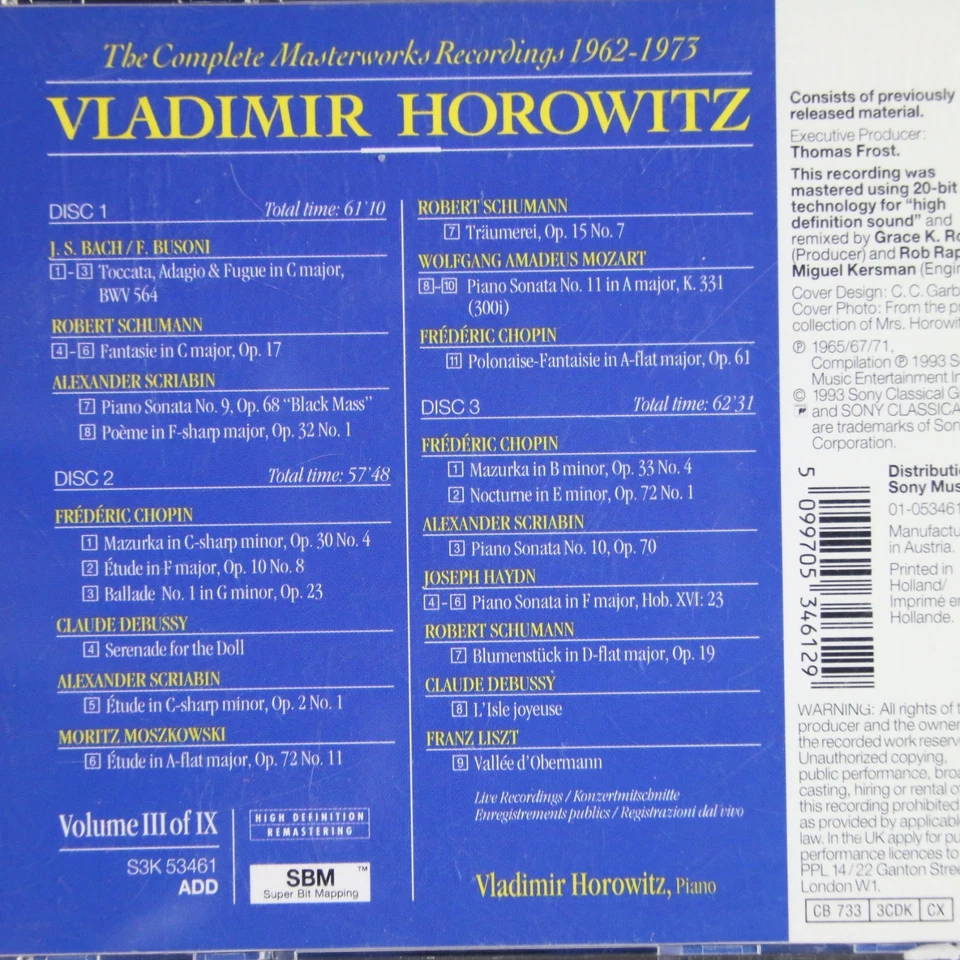 The Complete Masterworks Recordings 1962-1973
VLADIMIR HOROWITZ
DISC 1 Total time: 61'10
J. S. BACH / F. BUSONI
1 - 3 Toccata, Adagio & Fugue in C major,
BWV 564
ROBERT SCHUMANN
4 - 6 Fantasie in C major, Op. 17
ALEXANDER SCRIABIN
7 Piano Sonata No. 9, Op. 68 “Black Mass”
8 Poème in F-sharp major, Op. 32 No. 1
DISC 2 Total time: 57'48
FRÉDÉRIC CHOPIN
1 Mazurka in C-sharp minor, Op. 30 No. 4
2 Étude in F major, Op. 10 No. 8
3 Ballade No. 1 in G minor, Op. 23
CLAUDE DEBUSSY
4 Serenade for the Doll
ALEXANDER SCRIABIN
5 Étude in C-sharp minor, Op. 2 No. 1
MORITZ MOSZKOWSKI
6 Étude in A-flat major, Op. 72 No. 11
Volume III of IX
S3K 53461
ADD
HIGH DEFINITION
REMASTERING
SBM™
Super Bit Mapping
ROBERT SCHUMANN
7 Träumerei, Op. 15 No. 7
WOLFGANG AMADEUS MOZART
8 - 10 Piano Sonata No. 11 in A major, K. 331
(300i)
FRÉDÉRIC CHOPIN
11 Polonaise-Fantaisie in A-flat major, Op. 61
DISC 3 Total time: 62'31
FRÉDÉRIC CHOPIN
1 Mazurka in B minor, Op. 33 No. 4
2 Nocturne in E minor, Op. 72 No. 1
ALEXANDER SCRIABIN
3 Piano Sonata No. 10, Op. 70
JOSEPH HAYDN
4 - 6 Piano Sonata in F major, Hob. XVI: 23
ROBERT SCHUMANN
7 Blumenstück in D-flat major, Op. 19
CLAUDE DEBUSSY
8 L'Isle joyeuse
FRANZ LISZT
9 Vallée d'Obermann
Live Recordings / Konzertmitschnitte
Enregistrements publics / Registrazioni dal vivo
Vladimir Horowitz, Piano
Consists of previously
released material.
Executive Producer:
Thomas Frost.
This recording was
mastered using 20-bit
technology for “high
definition sound” and
remixed by Grace K.
(Producer) and Rob
Miguel Kersman
Cover Design: C. C.
Cover Photo: From the
collection of Mrs.
℗ 1965/67/71,
Compilation ℗ 1993
Music Entertainment
© 1993 Sony Classical
and SONY
are trademarks of
Corporation.
5 099705 346129
Sony
01-053461
in Austria.
Printed in
Holland/
Imprimé
Hollande.
WARNING: All rights of
producer and the
the recorded work
Unauthorized copying,
public performance,
casting, hiring or rental
this recording prohibited
as provided by
law. In the UK apply for
performance licences to
PPL 14/22 Ganton
London W1.
CB 733 3CDK CX